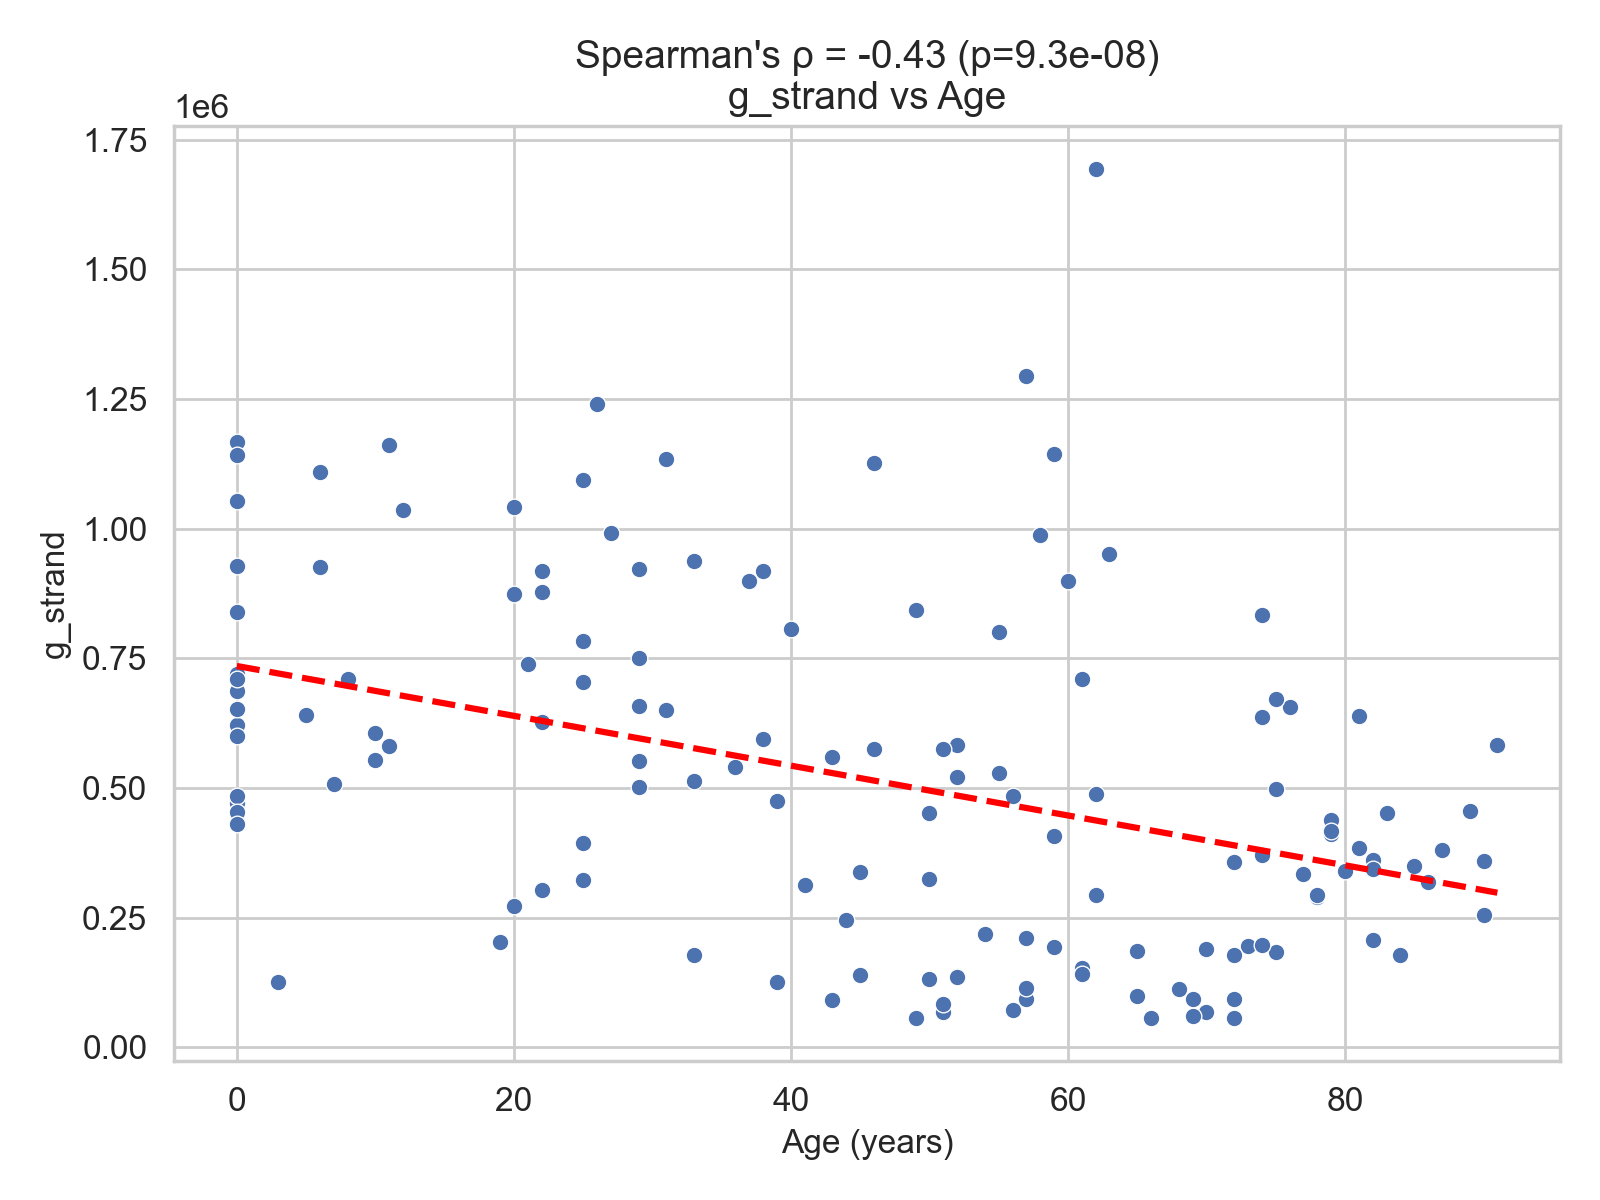 Spearman's ρ = -0.43 (p=9.3e-08)
g_strand vs Age
1e6
1.75
1.50
1.25
1.00
0.75
0.50
0.25
0.00
g_strand
0 20 40 60 80
Age (years)